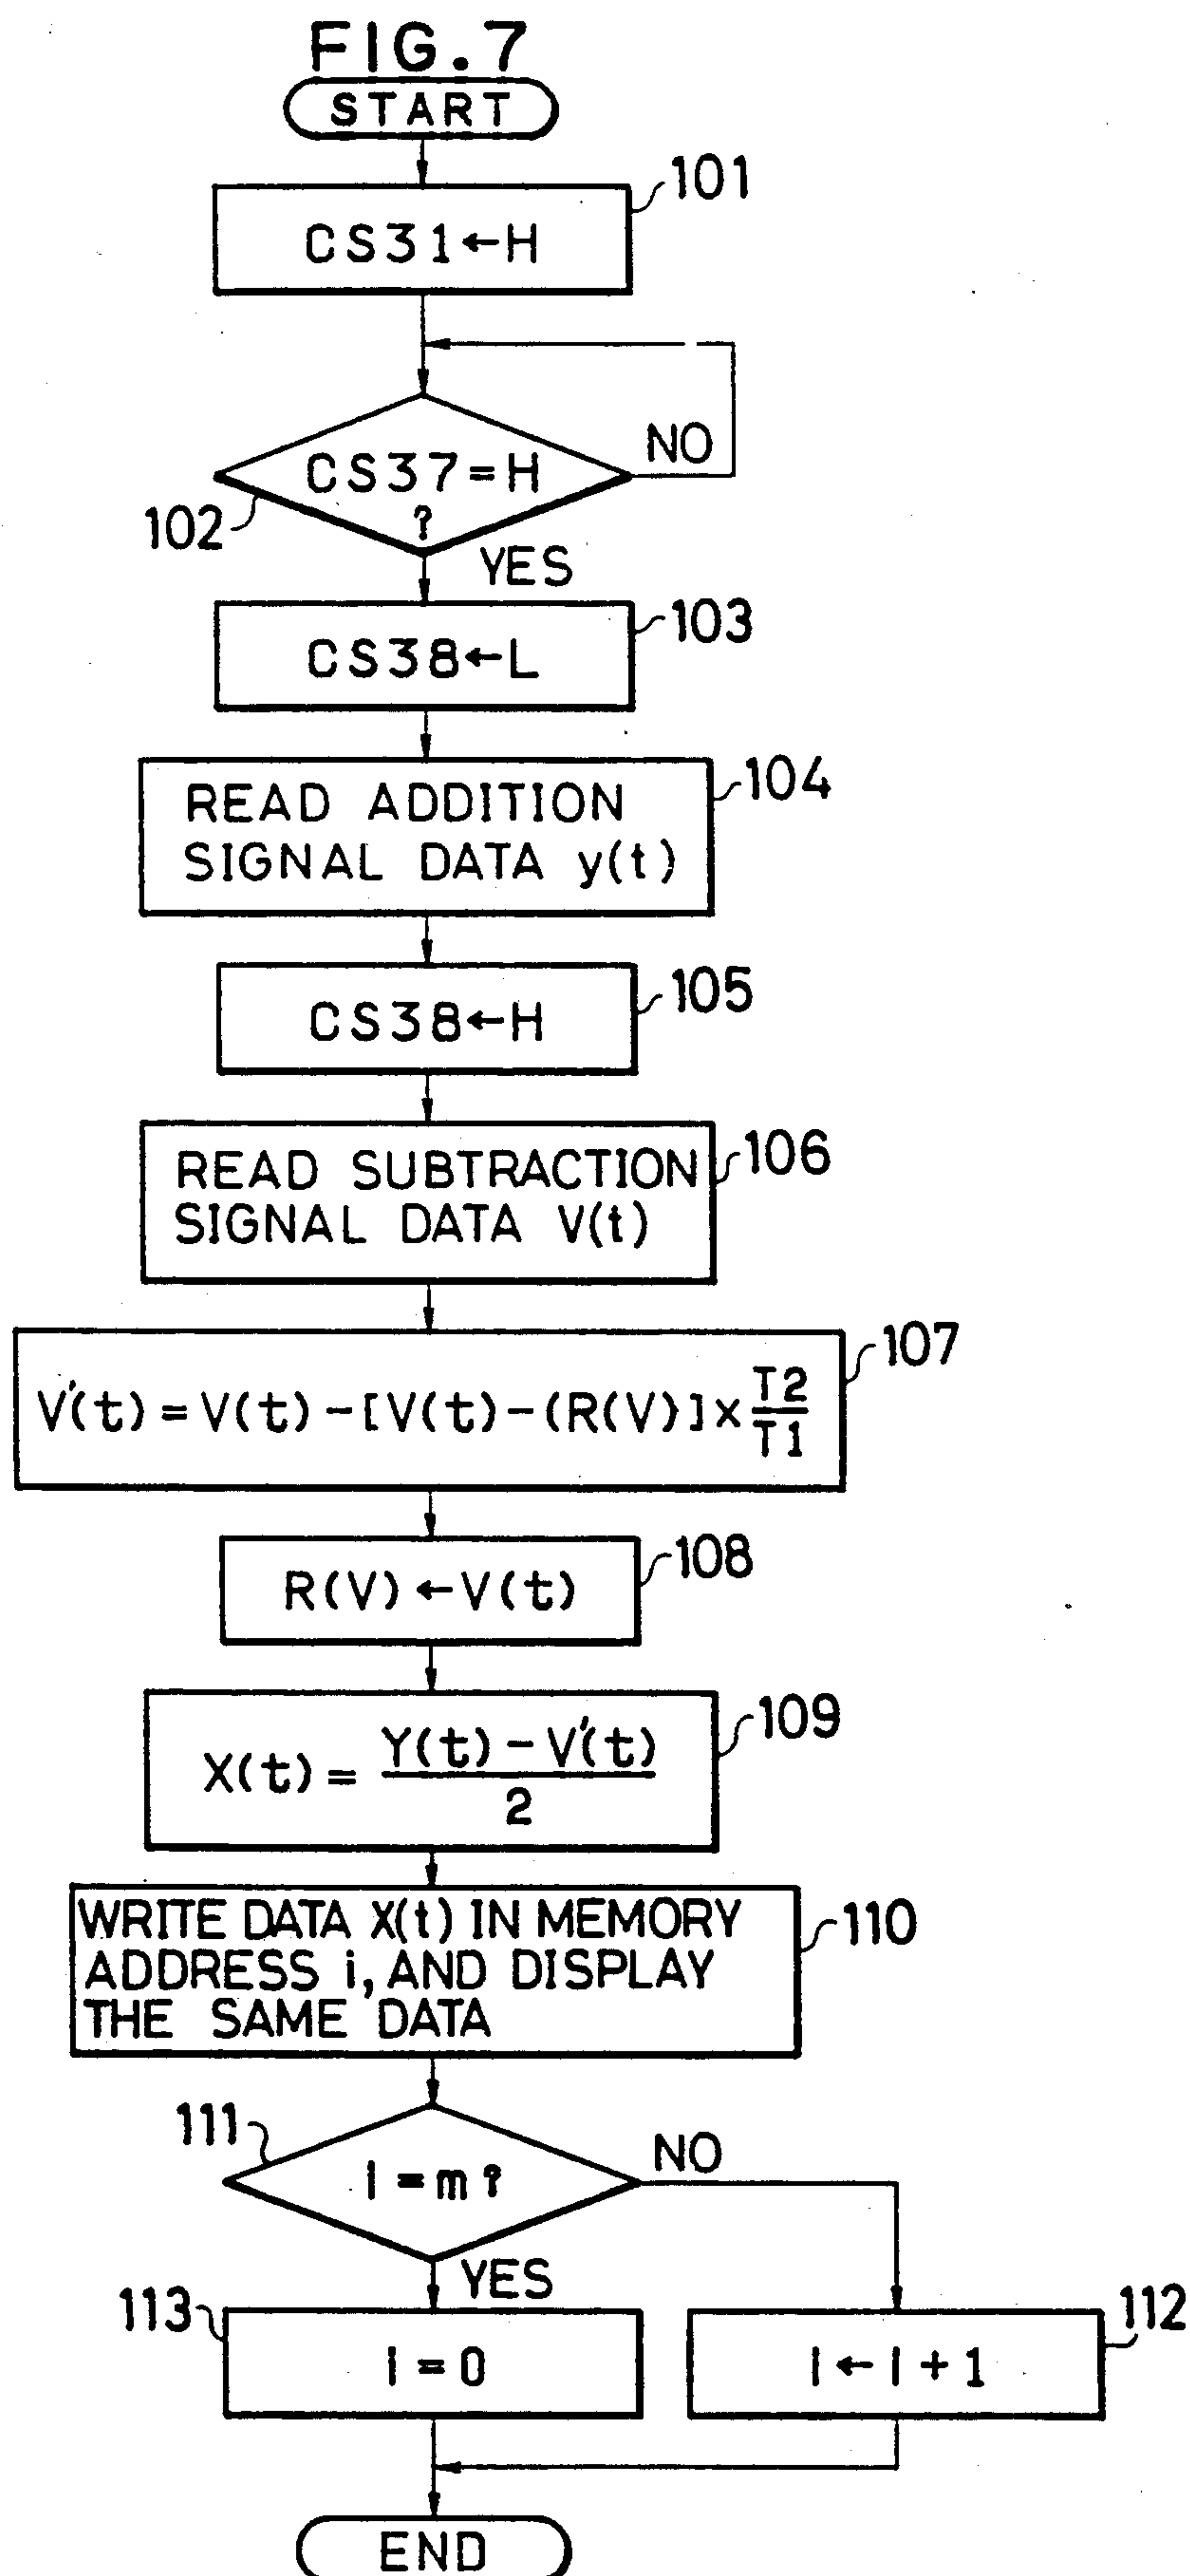 FIG. 7
START
101
CS31←H
NO
CS37=H
?
102
YES
103
CS38←L
104
READ ADDITION
SIGNAL DATA y(t)
105
CS38←H
106
READ SUBTRACTION
SIGNAL DATA V(t)
107
V'(t) = V(t) - [V(t) - (R(V)] × T2/T1
108
R(V) ← V(t)
109
X(t) = Y(t) - V'(t) / 2
110
WRITE DATA X(t) IN MEMORY
ADDRESS i, AND DISPLAY
THE SAME DATA
111
NO
I = m ?
YES
113
112
I = 0
I ← I + 1
END